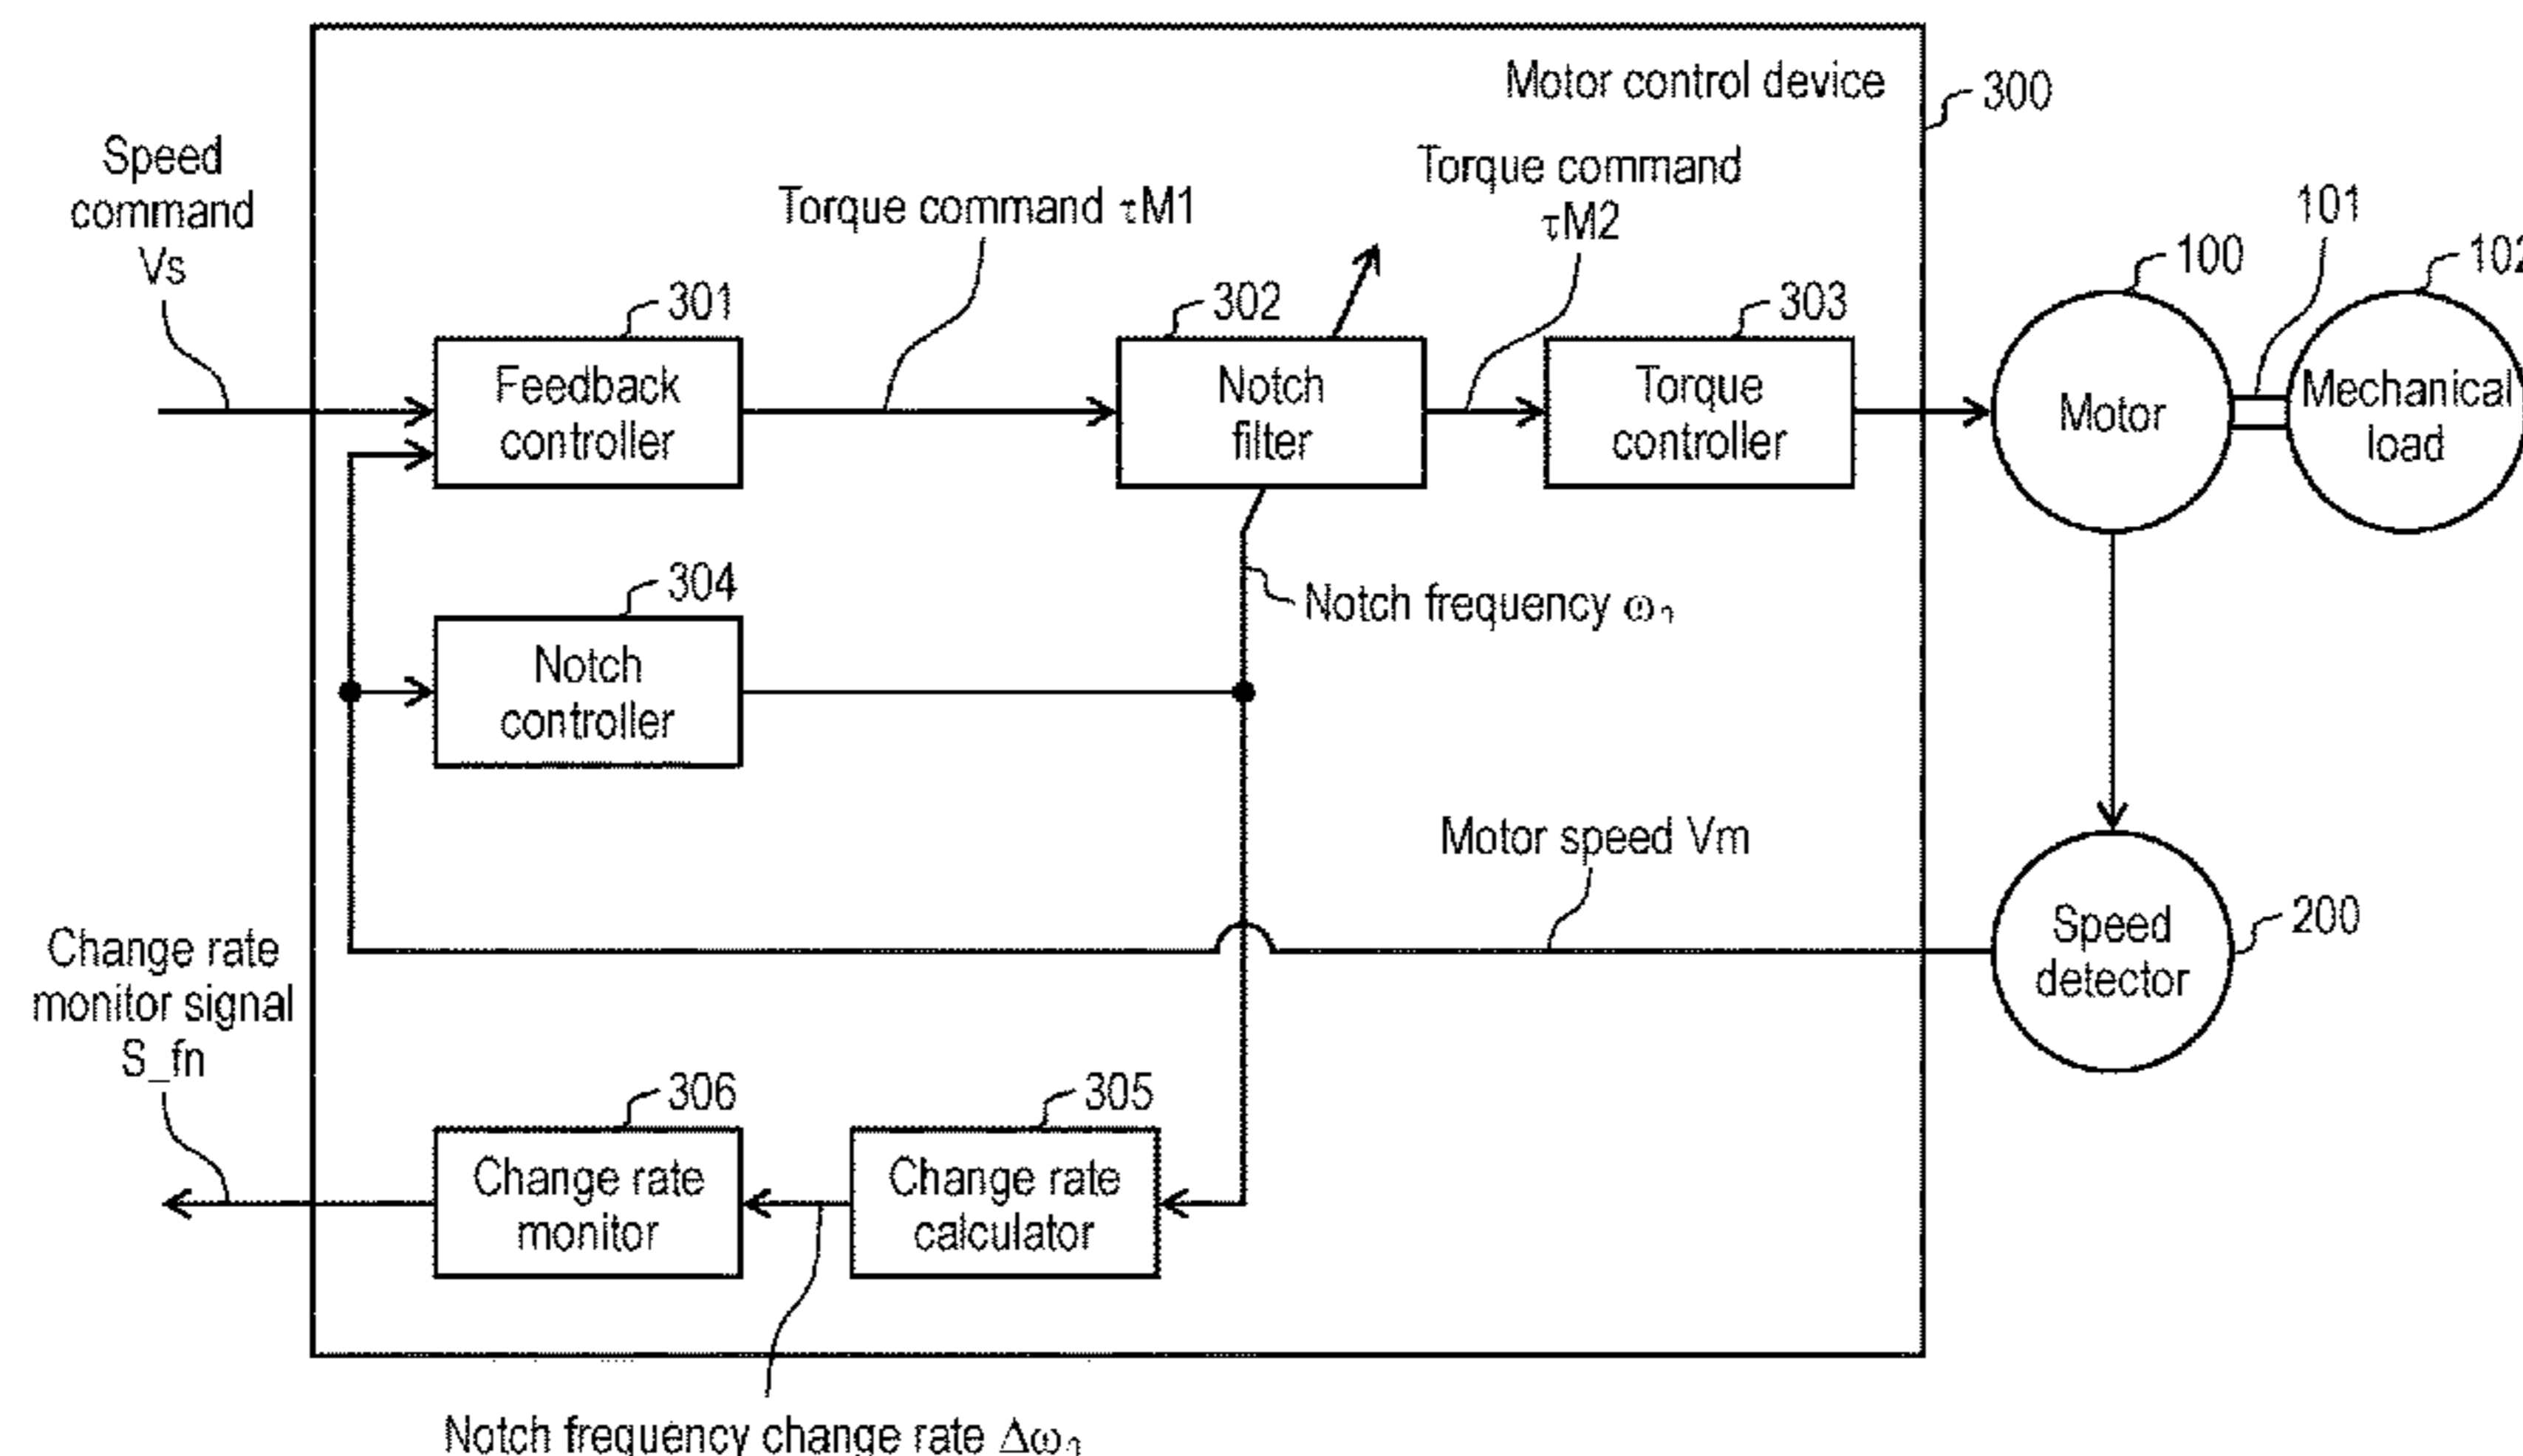 Motor control device
300
Speed
command
Vs
Torque command τM1
Torque command
τM2
101
100
102
301
302
303
Feedback
controller
Notch
filter
Torque
controller
Motor
Mechanical
load
304
Notch frequency ω₁
Notch
controller
Motor speed Vm
Change rate
monitor signal
S_fn
Speed
detector
200
306
305
Change rate
monitor
Change rate
calculator
Notch frequency change rate Δω₁